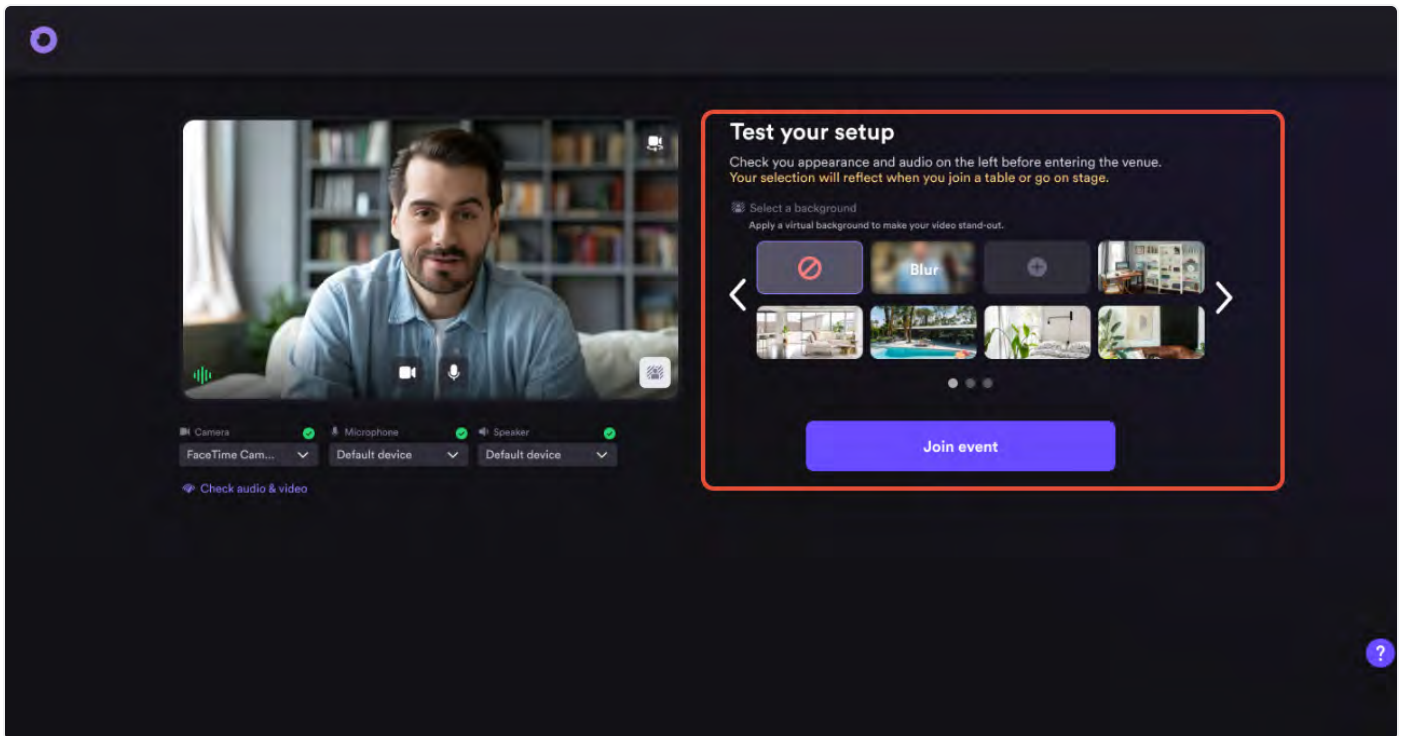 Test your setup
Check you appearance and audio on the left before entering the venue.
Your selection will reflect when you join a table or go on stage.
Select a background
Apply a virtual background to make your video stand-out.
Blur
Join event
Camera
Microphone
Speaker
FaceTime Cam...
Default device
Default device
Check audio & video
?